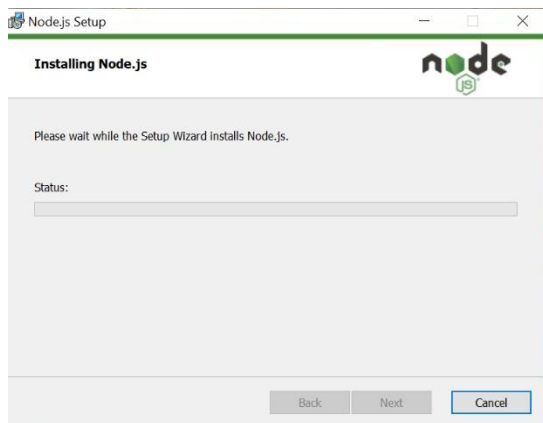 Node.js Setup
Installing Node.js
node
JS
Please wait while the Setup Wizard installs Node.js.
Status:
Back Next Cancel